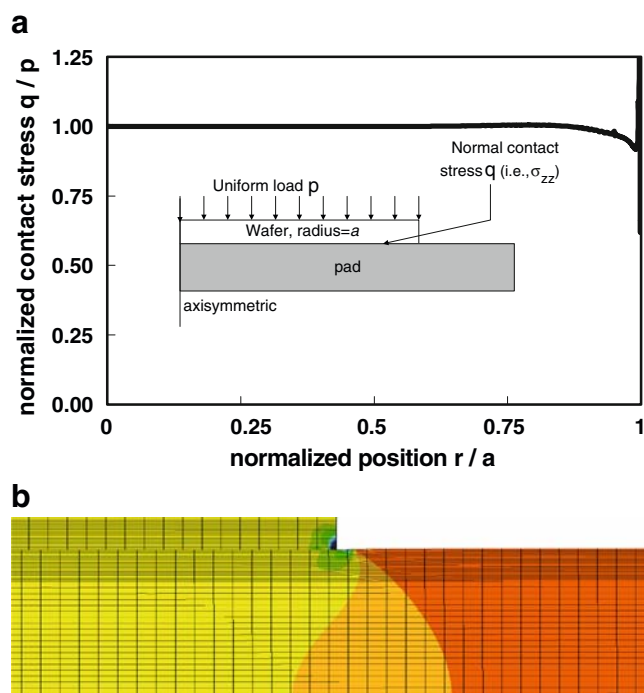 a
normalized contact stress q / p
1.25
1.00
0.75
0.50
0.25
0.00
Normal contact
stress q (i.e., σzz)
Uniform load p
Wafer, radius=a
pad
axisymmetric
0
0.25
0.5
0.75
1
normalized position r / a
b